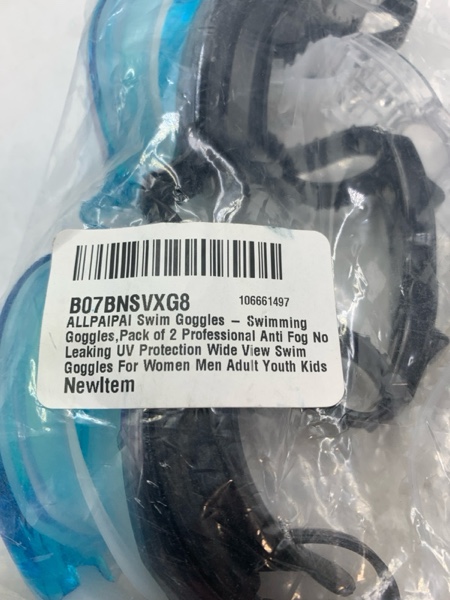 B07BNSVXG8 106661497
ALLPAIPAI Swim Goggles – Swimming
Goggles,Pack of 2 Professional Anti Fog No
Leaking UV Protection Wide View Swim
Goggles For Women Men Adult Youth Kids
NewItem